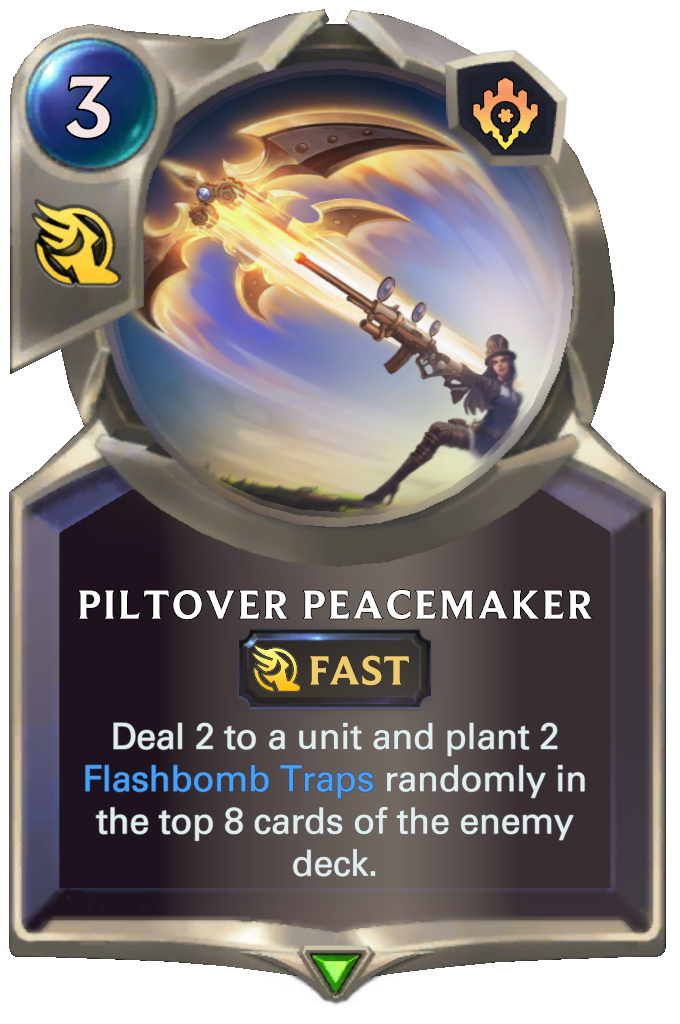 3
PILTOVER PEACEMAKER
FAST
Deal 2 to a unit and plant 2
Flashbomb Traps randomly in
the top 8 cards of the enemy
deck.